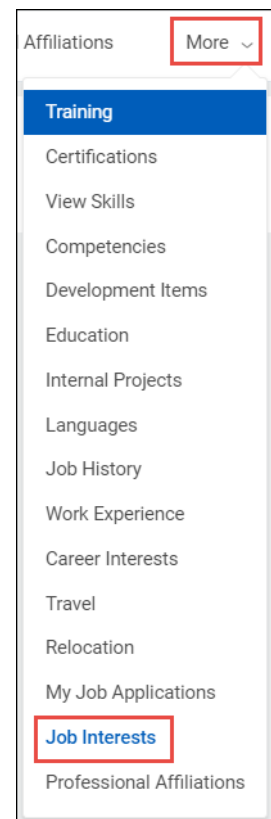 Affiliations More
Training
Certifications
View Skills
Competencies
Development Items
Education
Internal Projects
Languages
Job History
Work Experience
Career Interests
Travel
Relocation
My Job Applications
Job Interests
Professional Affiliations